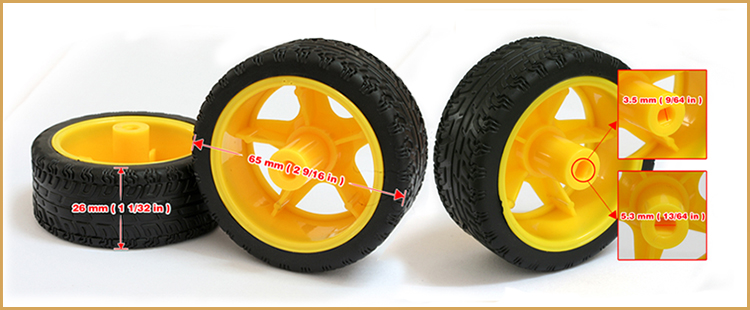 26 mm ( 1 1/32 in )
65 mm ( 2 9/16 in )
3.5 mm ( 9/64 in )
5.3 mm ( 13/64 in )